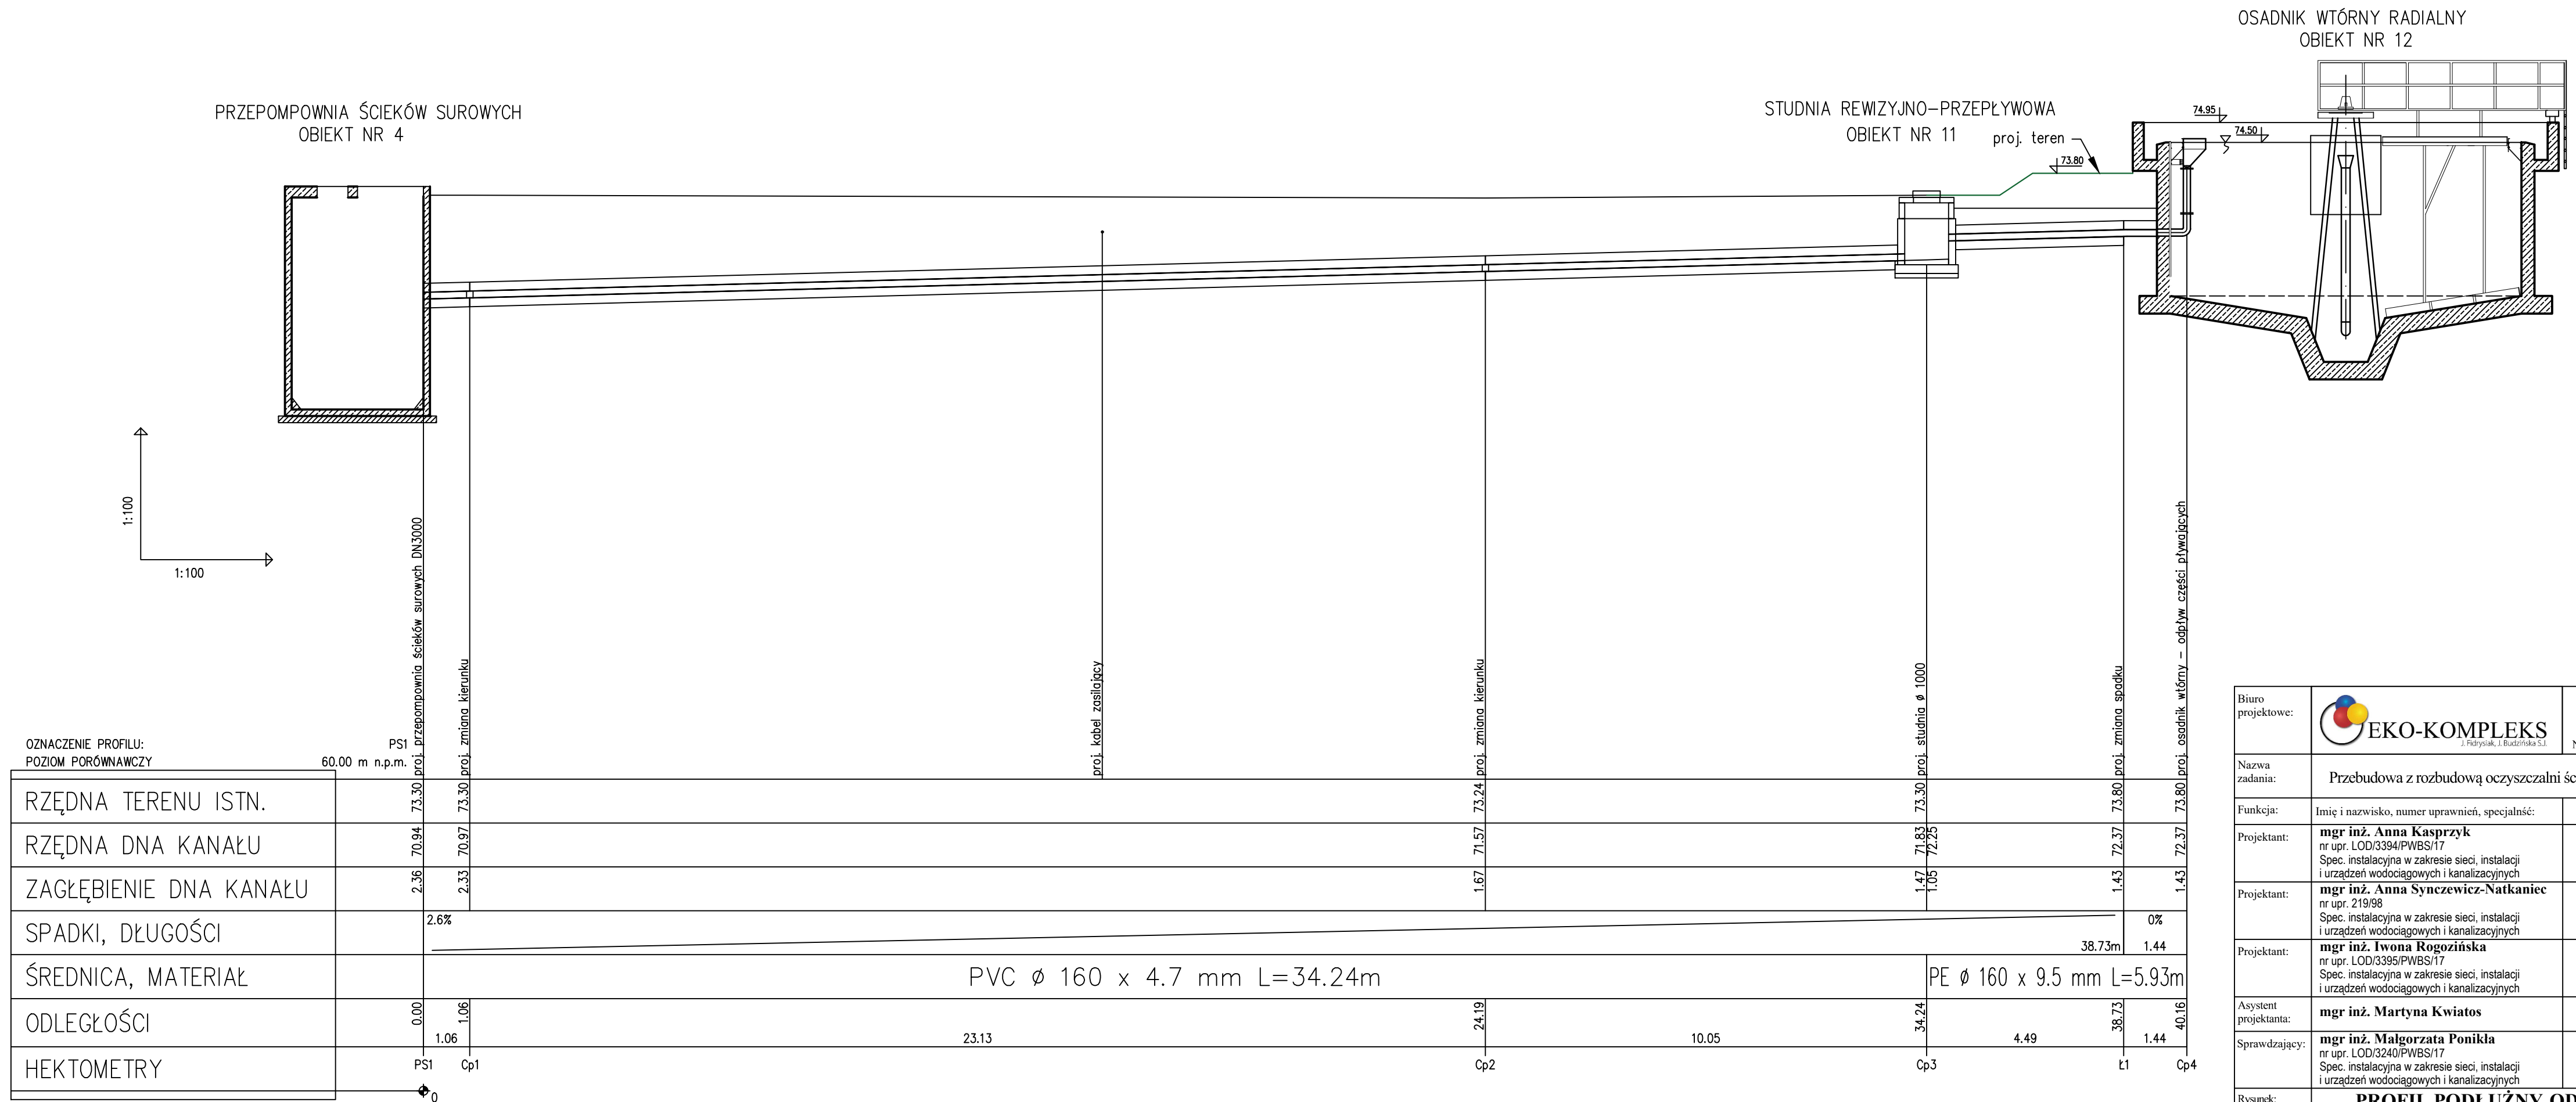 OSADNIK WTÓRNY RADIALNY
OBIEKT NR 12
PRZEPOMPOWNIA ŚCIEKÓW SUROWYCH
OBIEKT NR 4
STUDNIA REWIZYJNO-PRZEPŁYWOWA
OBIEKT NR 11
proj. teren
73.80
74.95
74.50
1:100
1:100
proj. przepompownia ścieków surowych DN3000
proj. zmiana kierunku
proj. kabel zasilający
proj. zmiana kierunku
proj. studnia ø 1000
proj. zmiana spadku
proj. osadnik wtórny - odpływ części pływających
OZNACZENIE PROFILU: PS1
POZIOM PORÓWNAWCZY 60.00 m n.p.m.
RZĘDNA TERENU ISTN. 73.30 73.30 73.24 73.30 73.80 73.80
RZĘDNA DNA KANAŁU 70.94 70.97 71.57 71.83 72.25 72.37 72.37
ZAGŁĘBIENIE DNA KANAŁU 2.36 2.33 1.67 1.47 1.05 1.43 1.43
SPADKI, DŁUGOŚCI 2.6% 38.73m 0% 1.44
ŚREDNICA, MATERIAŁ PVC ø 160 x 4.7 mm L=34.24m PE ø 160 x 9.5 mm L=5.93m
ODLEGŁOŚCI 0.00 1.06 24.19 34.24 38.73 40.16
1.06 23.13 10.05 4.49 1.44
HEKTOMETRY PS1 Cp1 Cp2 Cp3 Ł1 Cp4
0
Biuro
projektowe:
EKO-KOMPLEKS
J. Fidrysiak, J. Budzińska S.J.
Nazwa
zadania:
Przebudowa z rozbudową oczyszczalni śc
Funkcja: Imię i nazwisko, numer uprawnień, specjalnść:
Projektant: mgr inż. Anna Kasprzyk
nr upr. LOD/3394/PWBS/17
Spec. instalacyjna w zakresie sieci, instalacji
i urządzeń wodociągowych i kanalizacyjnych
Projektant: mgr inż. Anna Synczewicz-Natkaniec
nr upr. 219/98
Spec. instalacyjna w zakresie sieci, instalacji
i urządzeń wodociągowych i kanalizacyjnych
Projektant: mgr inż. Iwona Rogozińska
nr upr. LOD/3395/PWBS/17
Spec. instalacyjna w zakresie sieci, instalacji
i urządzeń wodociągowych i kanalizacyjnych
Asystent
projektanta:
mgr inż. Martyna Kwiatos
Sprawdzający: mgr inż. Małgorzata Ponikła
nr upr. LOD/3240/PWBS/17
Spec. instalacyjna w zakresie sieci, instalacji
i urządzeń wodociągowych i kanalizacyjnych
Rysunek: PROFIL PODŁUŻNY OD